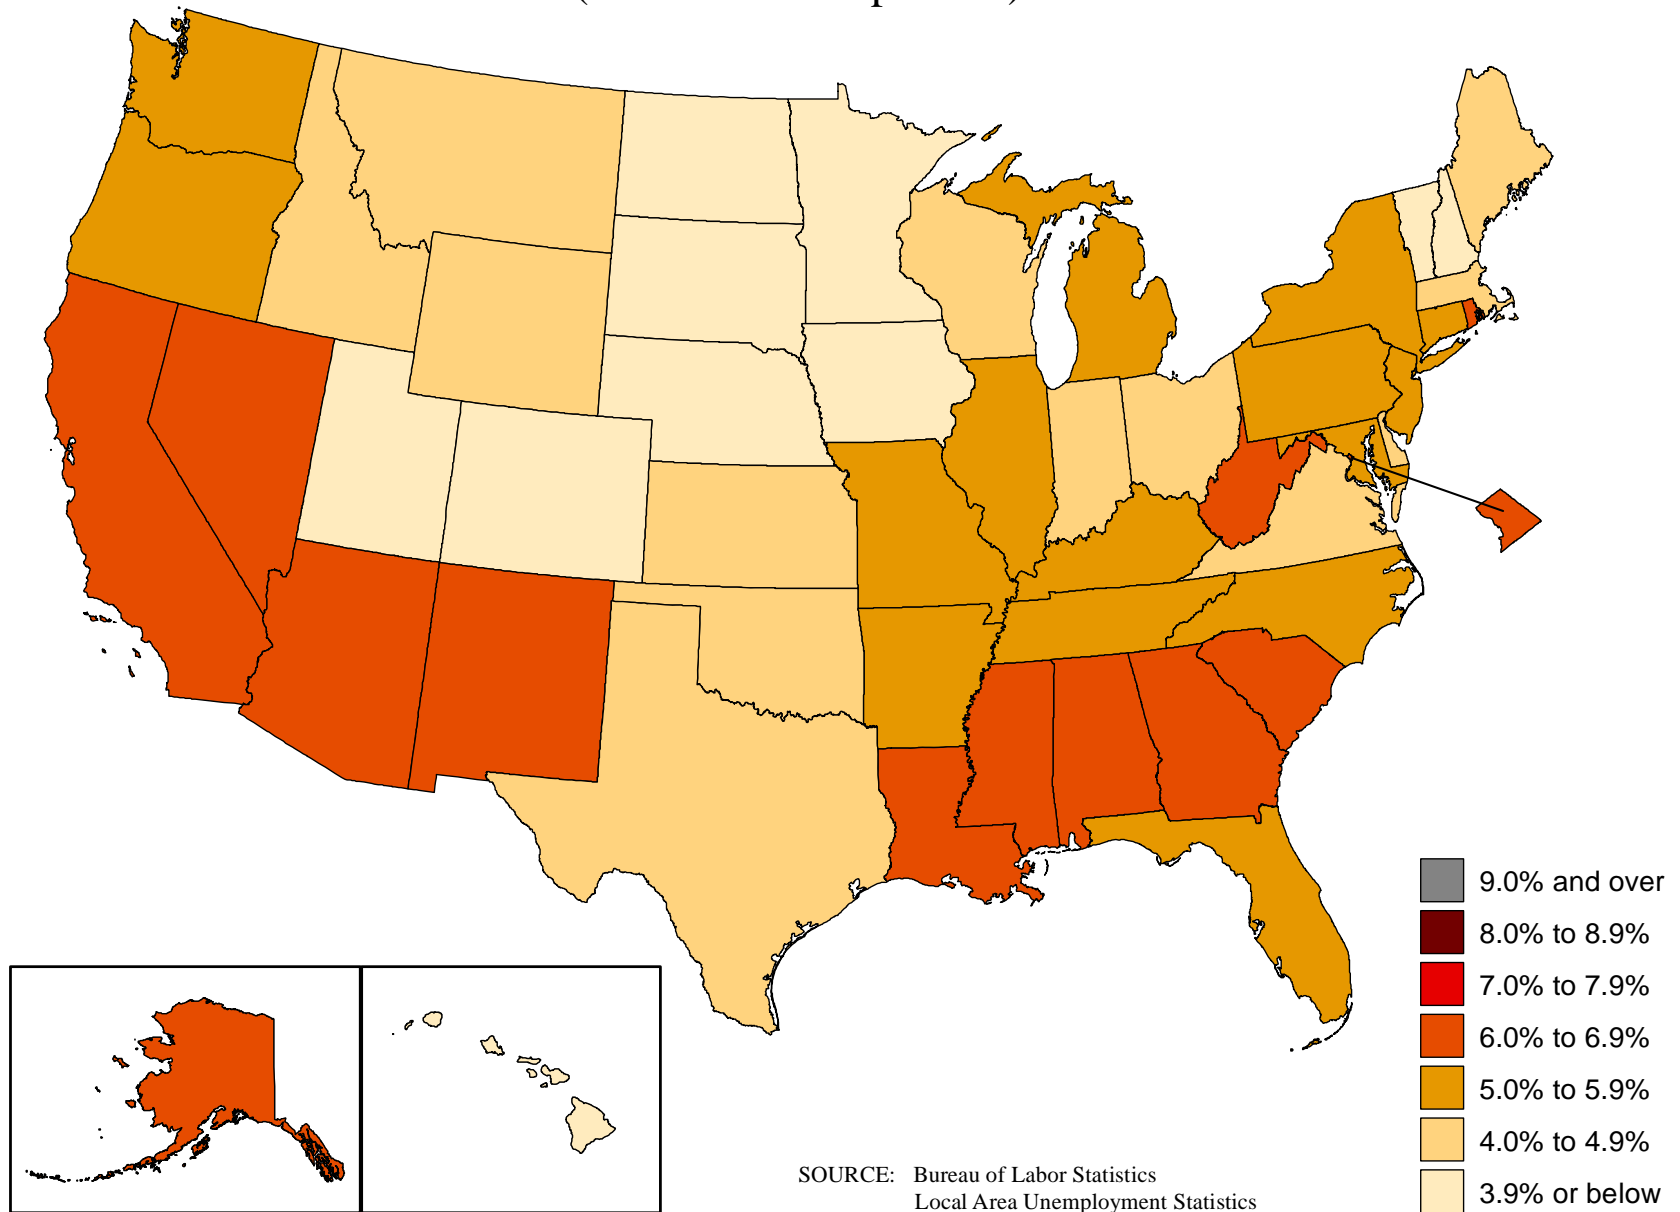 9.0% and over
8.0% to 8.9%
7.0% to 7.9%
6.0% to 6.9%
5.0% to 5.9%
4.0% to 4.9%
3.9% or below
SOURCE: Bureau of Labor Statistics
Local Area Unemployment Statistics